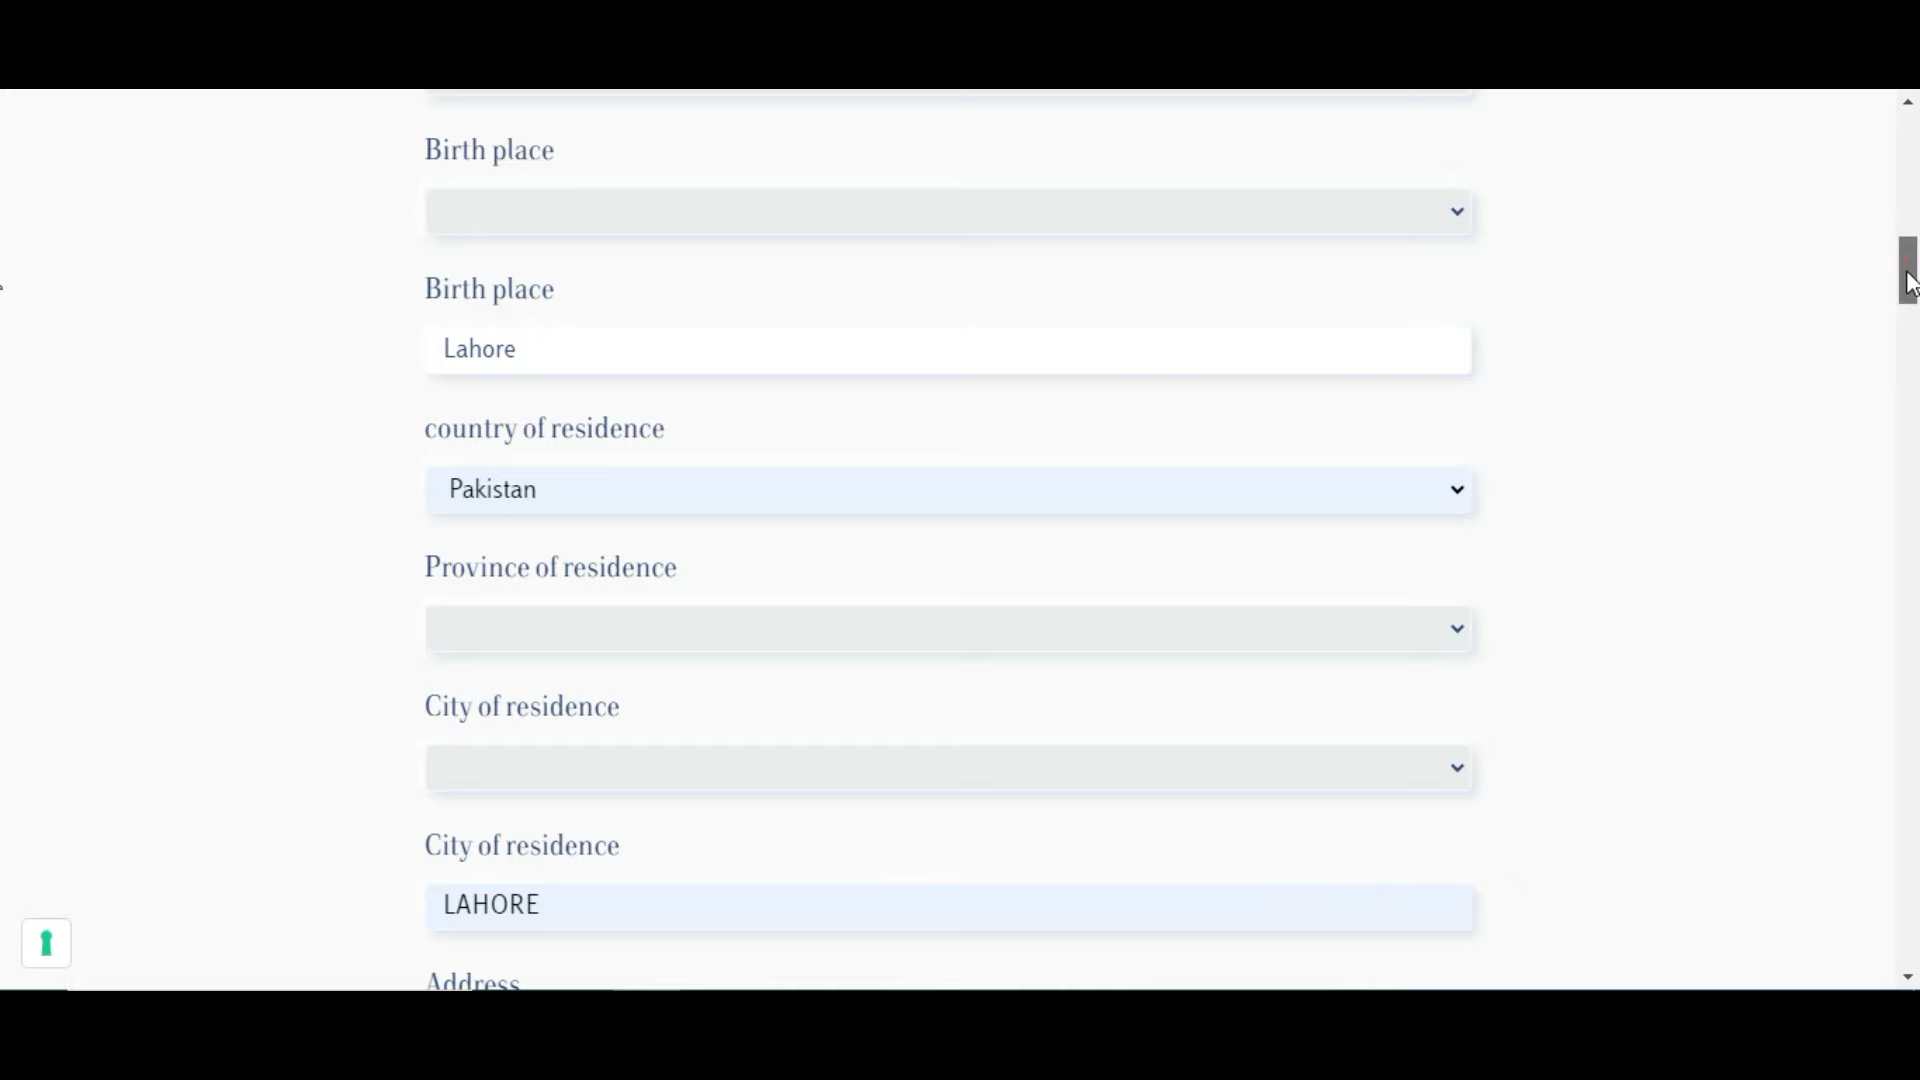 Birth place
Birth place
Lahore
country of residence
Pakistan
Province of residence
City of residence
City of residence
LAHORE
Address